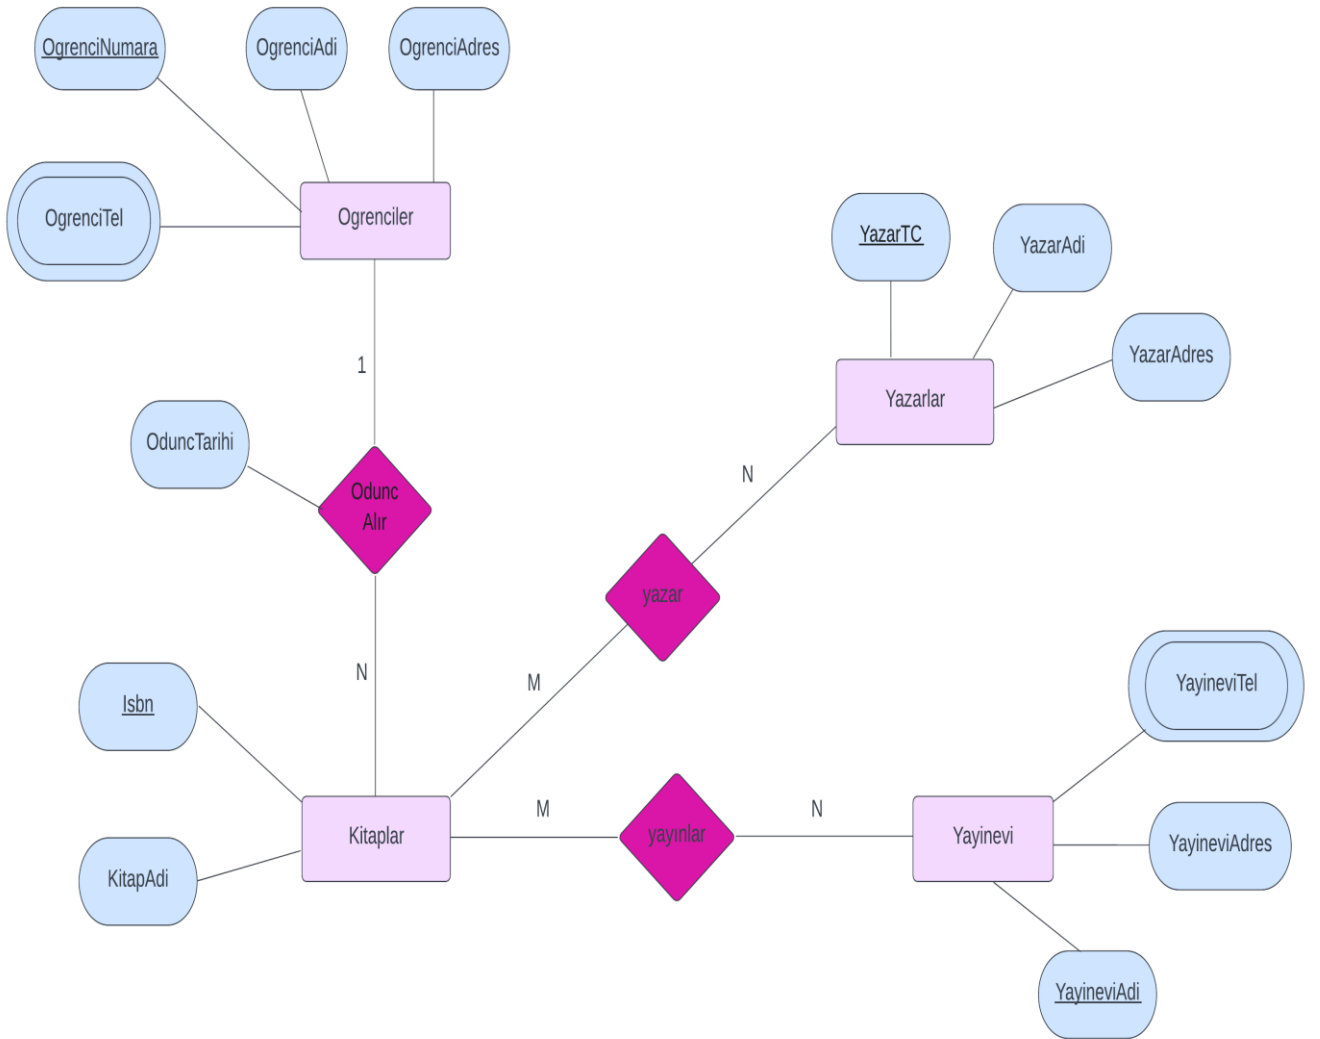 OgrenciNumara
OgrenciAdi
OgrenciAdres
OgrenciTel
Ogrenciler
YazarTC
YazarAdi
YazarAdres
Yazarlar
1
OduncTarihi
Odunc
Alır
N
yazar
N
M
Isbn
YayineviTel
Kitaplar
M
yayınlar
N
Yayinevi
YayineviAdres
KitapAdi
YayineviAdi